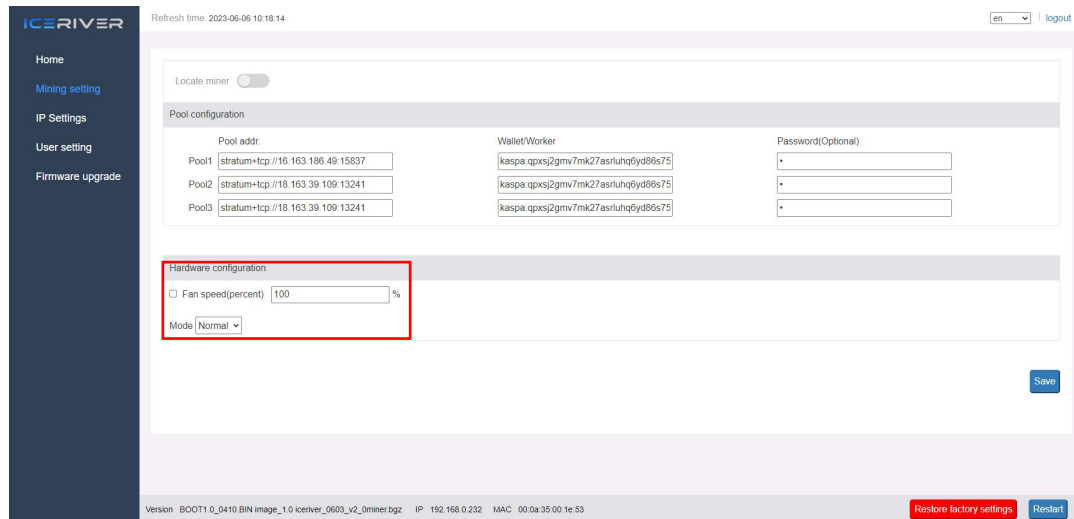 ICERIVER
Refresh time 2023-06-06 10:18:14
en
logout
Home
Mining setting
IP Settings
User setting
Firmware upgrade
Locate miner
Pool configuration
Pool addr. Wallet/Worker Password(Optional)
Pool1 stratum+tcp://16.163.186.49:15837 kaspa:qpxsj2gmv7mk27asrluhq6yd86s75 •
Pool2 stratum+tcp://18.163.39.109:13241 kaspa:qpxsj2gmv7mk27asrluhq6yd86s75 •
Pool3 stratum+tcp://18.163.39.109:13241 kaspa:qpxsj2gmv7mk27asrluhq6yd86s75 •
Hardware configuration
Fan speed(percent) 100 %
Mode Normal
Save
Version BOOT1.0_0410.BIN image_1.0 iceriver_0603_v2_0miner.bgz IP 192.168.0.232 MAC 00:0a:35:00:1e:53
Restore factory settings
Restart